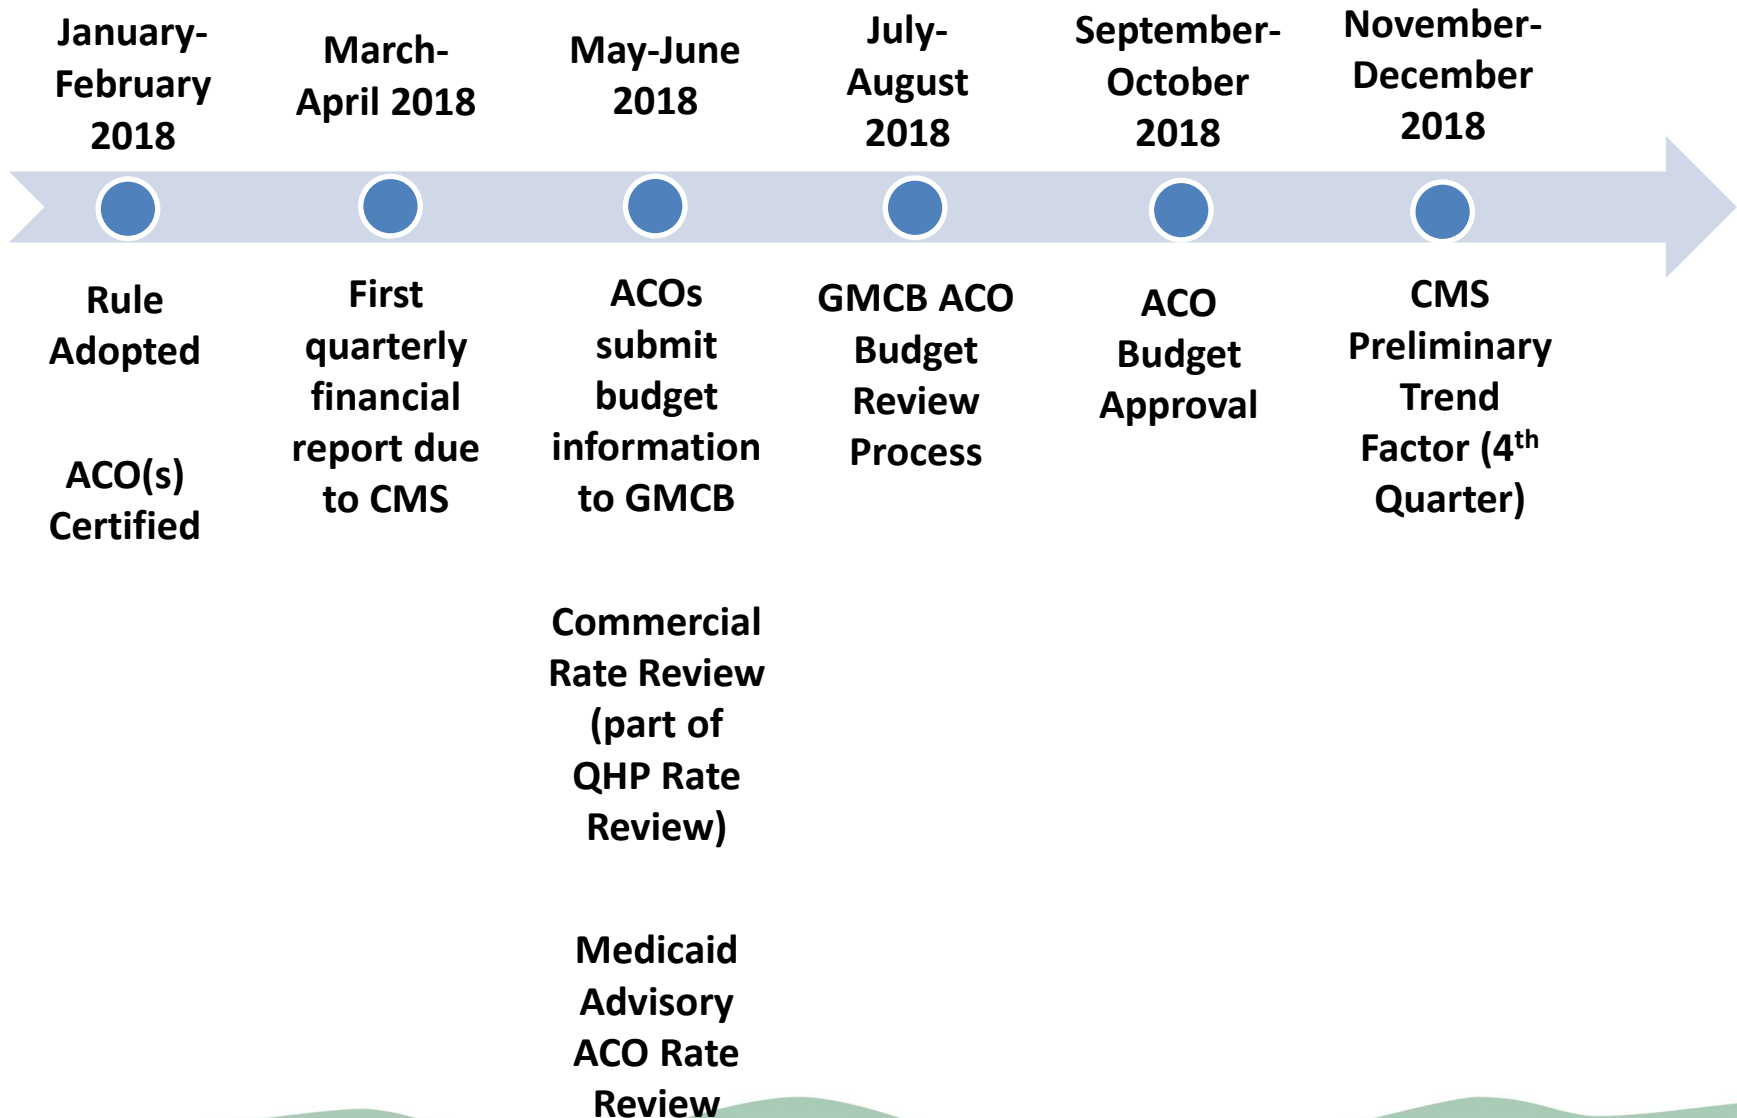 January-
February
2018
March-
April 2018
May-June
2018
July-
August
2018
September-
October
2018
November-
December
2018
Rule
Adopted
ACO(s)
Certified
First
quarterly
financial
report due
to CMS
ACOs
submit
budget
information
to GMCB
Commercial
Rate Review
(part of
QHP Rate
Review)
Medicaid
Advisory
ACO Rate
Review
GMCB ACO
Budget
Review
Process
ACO
Budget
Approval
CMS
Preliminary
Trend
Factor (4th
Quarter)